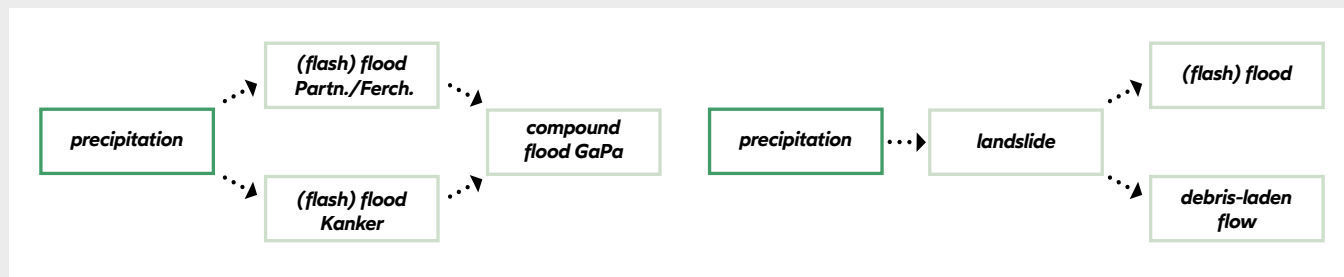 precipitation
(flash) flood
Partn./Ferch.
(flash) flood
Kanker
compound
flood GaPa
precipitation
landslide
(flash) flood
debris-laden
flow